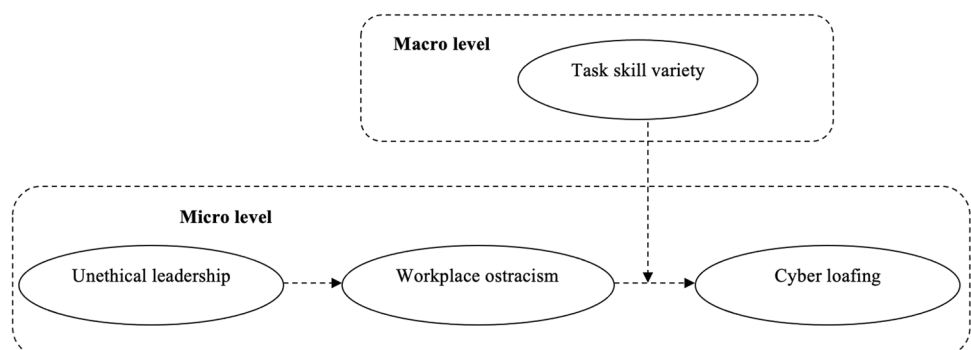 Macro level
Task skill variety
Micro level
Unethical leadership
Workplace ostracism
Cyber loafing